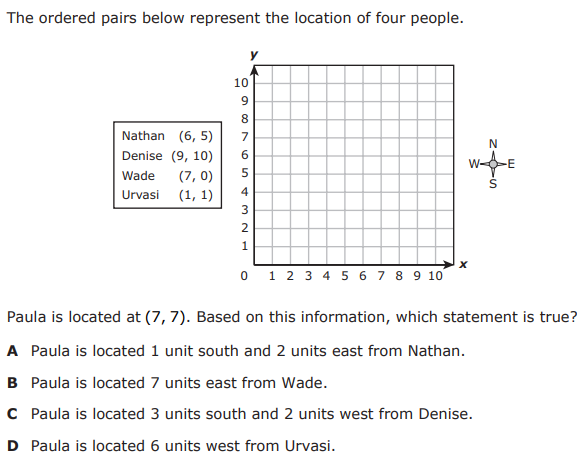 The ordered pairs below represent the location of four people.
y
10
9
8
7
6
5
4
3
2
1
0 1 2 3 4 5 6 7 8 9 10
x
Nathan (6, 5)
Denise (9, 10)
Wade (7, 0)
Urvasi (1, 1)
N
W E
S
Paula is located at (7, 7). Based on this information, which statement is true?
A Paula is located 1 unit south and 2 units east from Nathan.
B Paula is located 7 units east from Wade.
C Paula is located 3 units south and 2 units west from Denise.
D Paula is located 6 units west from Urvasi.